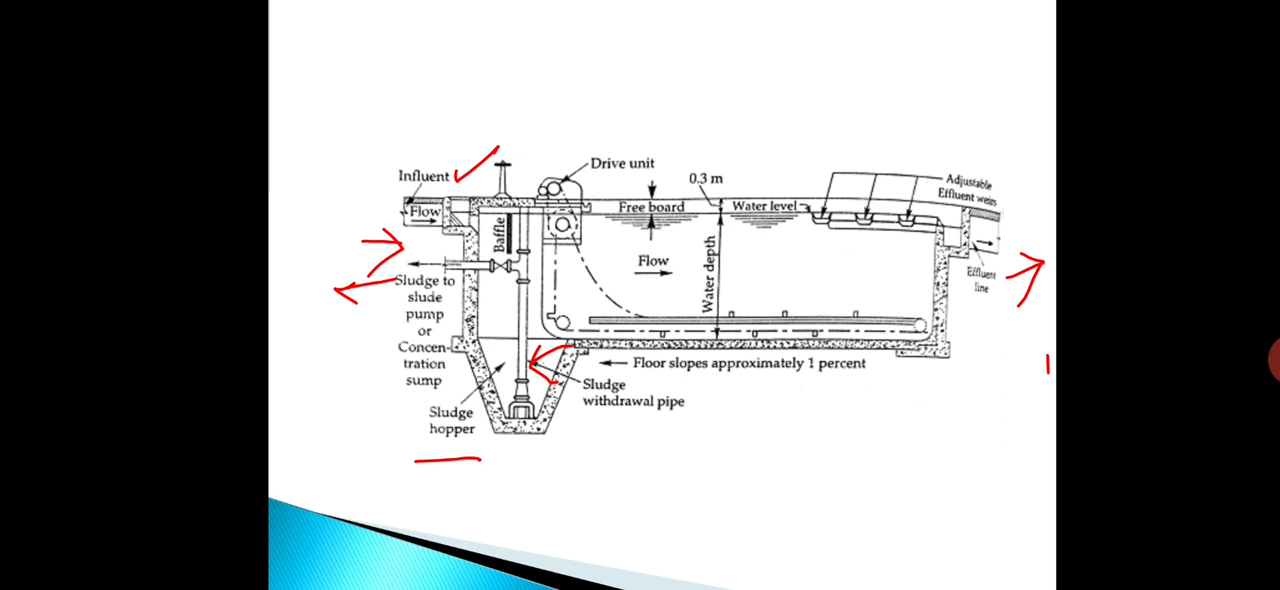 Influent
Flow
Baffle
Drive unit
0.3 m
Free board
Water level
Adjustable
Effluent weirs
Flow
Water depth
Effluent
line
Sludge to
slude
pump
or
Concen-
tration
sump
Floor slopes approximately 1 percent
Sludge
withdrawal pipe
Sludge
hopper